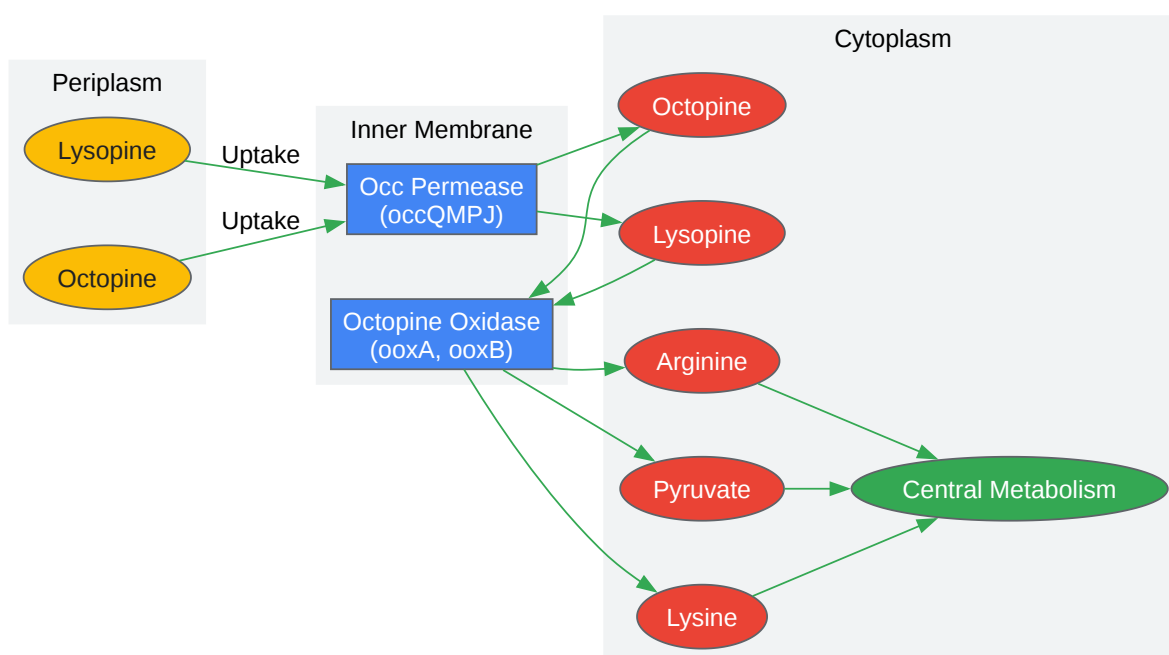 Periplasm
Lysopine
Octopine
Uptake
Uptake
Inner Membrane
Occ Permease
(occQMPJ)
Octopine Oxidase
(ooxA, ooxB)
Cytoplasm
Octopine
Lysopine
Arginine
Pyruvate
Lysine
Central Metabolism